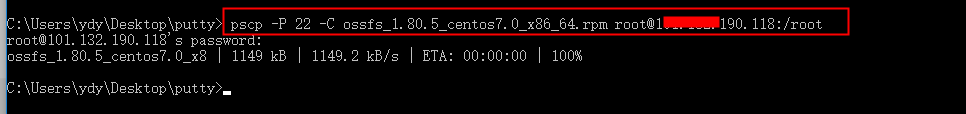 C:\Users\ydy\Desktop\putty> pscp -P 22 -C ossfs_1.80.5_centos7.0_x86_64.rpm root@1 190.118:/root
root@101.132.190.118's password:
ossfs_1.80.5_centos7.0_x8 | 1149 kB | 1149.2 kB/s | ETA: 00:00:00 | 100%
C:\Users\ydy\Desktop\putty>